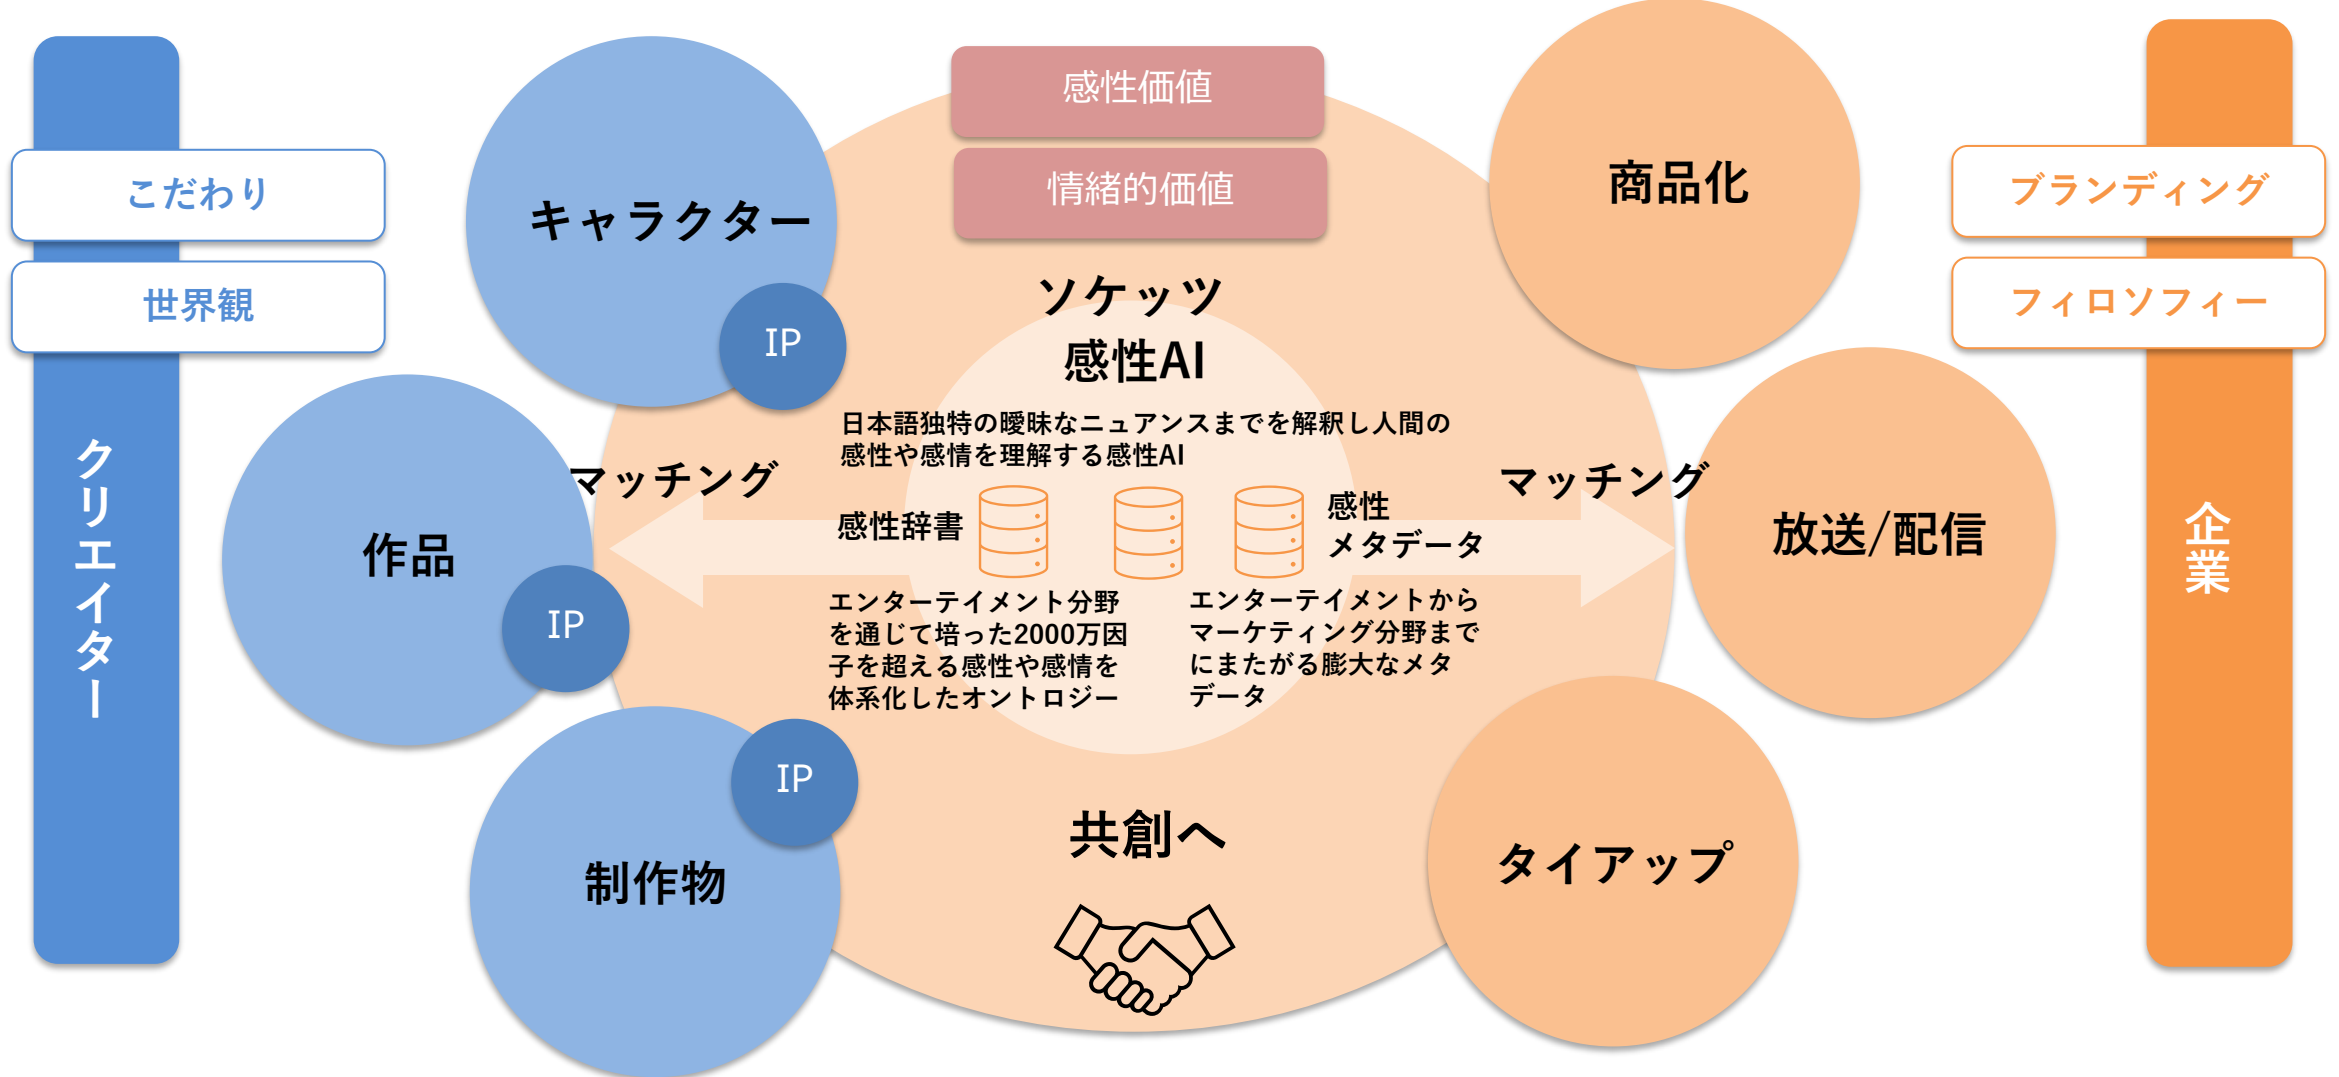 クリエイター
こだわり
世界観
キャラクター
IP
作品
IP
制作物
IP
感性価値
情緒的価値
ソケッツ
感性AI
日本語独特の曖昧なニュアンスまでを解釈し人間の
感性や感情を理解する感性AI
マッチング
マッチング
感性辞書
感性
メタデータ
エンターテイメント分野
を通じて培った2000万因
子を超える感性や感情を
体系化したオントロジー
エンターテイメントから
マーケティング分野まで
にまたがる膨大なメタ
データ
共創へ
商品化
放送/配信
タイアップ
ブランディング
フィロソフィー
企業